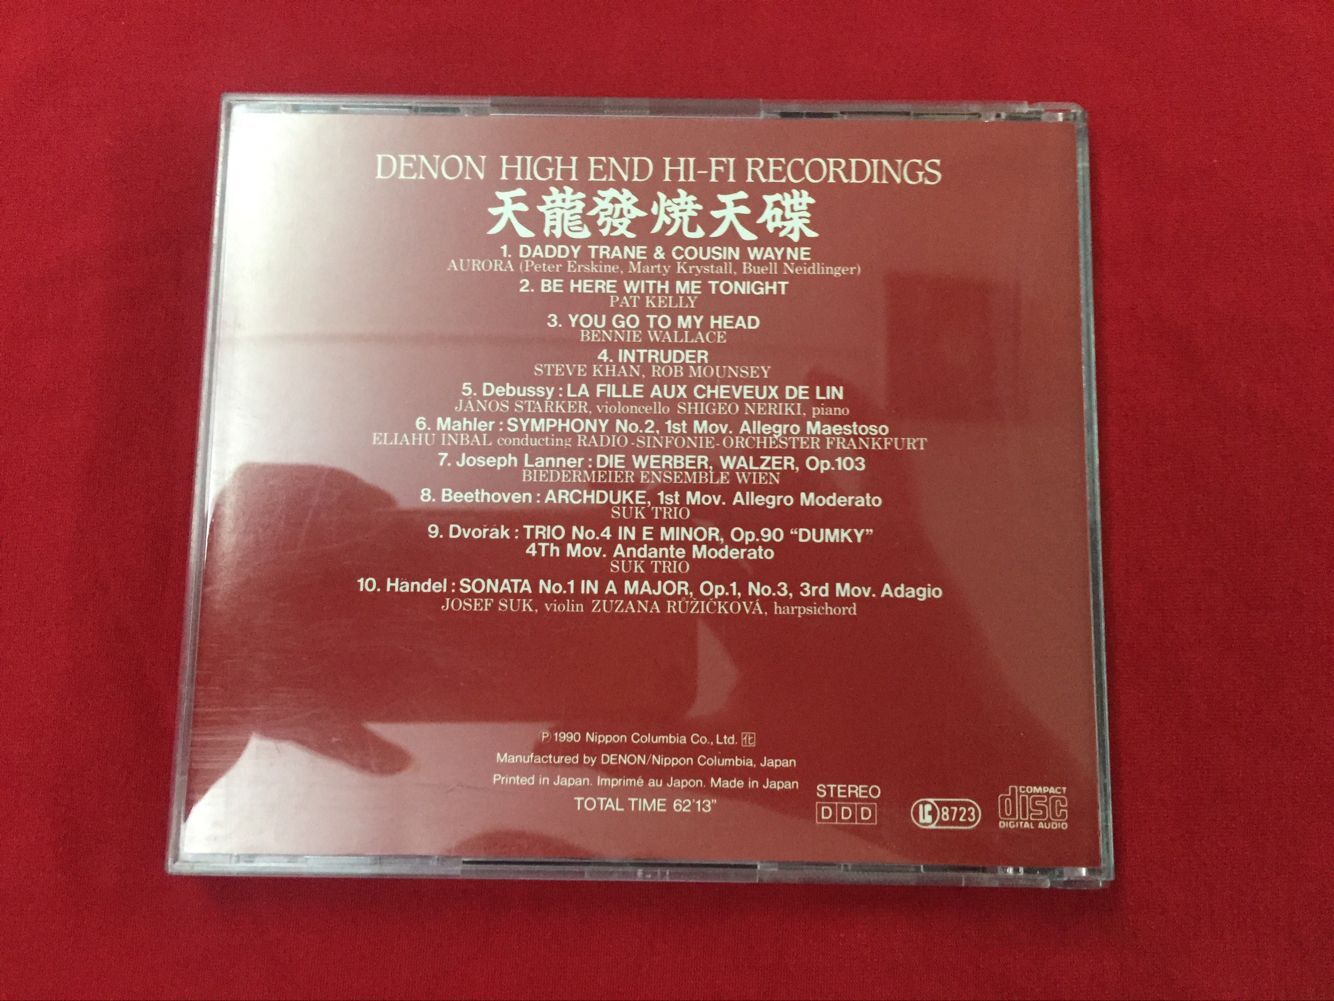 DENON HIGH END HI-FI RECORDINGS
天龍發燒天碟
1. DADDY TRANE & COUSIN WAYNE
AURORA (Peter Erskine, Marty Krystall, Buell Neidlinger)
2. BE HERE WITH ME TONIGHT
PAT KELLY
3. YOU GO TO MY HEAD
BENNIE WALLACE
4. INTRUDER
STEVE KHAN, ROB MOUNSEY
5. Debussy : LA FILLE AUX CHEVEUX DE LIN
JANOS STARKER, violoncello SHIGEO NERIKI, piano
6. Mahler : SYMPHONY No.2, 1st Mov. Allegro Maestoso
ELIAHU INBAL conducting RADIO-SINFONIE-ORCHESTER FRANKFURT
7. Joseph Lanner : DIE WERBER, WALZER, Op.103
BIEDERMEIER ENSEMBLE WIEN
8. Beethoven : ARCHDUKE, 1st Mov. Allegro Moderato
SUK TRIO
9. Dvořák : TRIO No.4 IN E MINOR, Op.90 “DUMKY”
4Th Mov. Andante Moderato
SUK TRIO
10. Handel : SONATA No.1 IN A MAJOR, Op.1, No.3, 3rd Mov. Adagio
JOSEF SUK, violin ZUZANA RŮŽIČKOVÁ, harpsichord
℗ 1990 Nippon Columbia Co., Ltd. 化
Manufactured by DENON/Nippon Columbia, Japan
Printed in Japan. Imprimé au Japon. Made in Japan
TOTAL TIME 62'13"
STEREO
DDD
LC 8723
COMPACT
disc
DIGITAL AUDIO